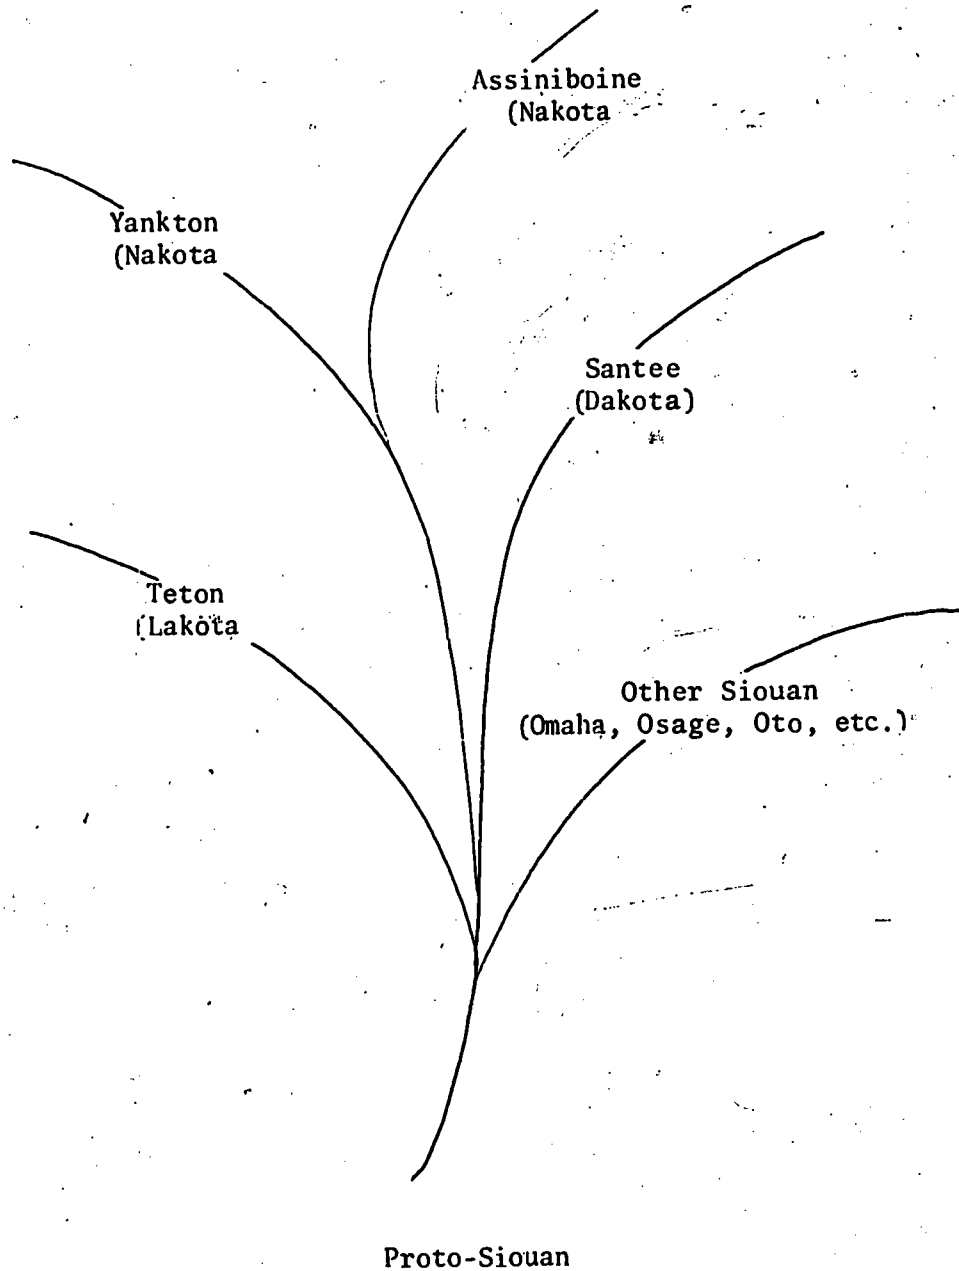 Assiniboine
(Nakota
Yankton
(Nakota
Santee
(Dakota)
Teton
(Lakota
Other Siouan
(Omaha, Osage, Oto, etc.)
Proto-Siouan